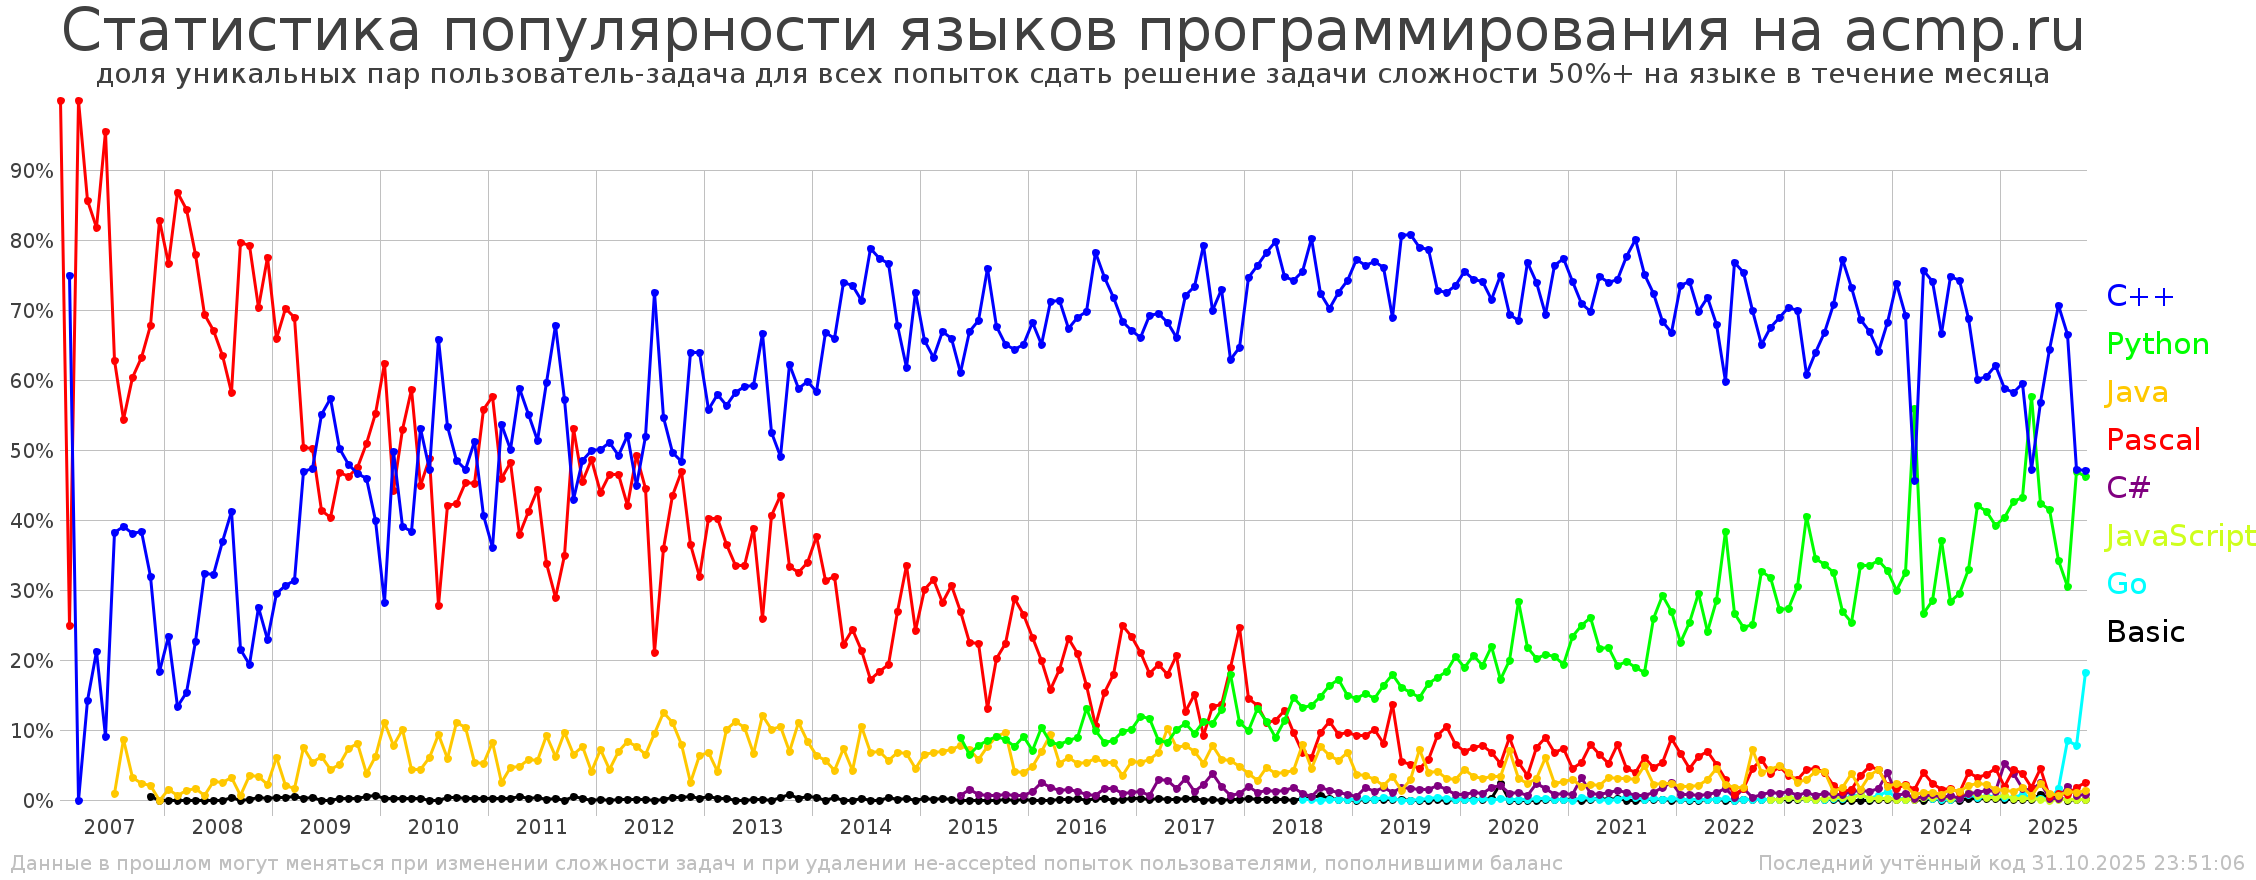 Статистика популярности языков программирования на acmp.ru
доля уникальных пар пользователь-задача для всех попыток сдать решение задачи сложности 50%+ на языке в течение месяца
90%
80%
70%
60%
50%
40%
30%
20%
10%
0%
2007 2008 2009 2010 2011 2012 2013 2014 2015 2016 2017 2018 2019 2020 2021 2022 2023 2024 2025
C++
Python
Java
Pascal
C#
JavaScript
Go
Basic
Данные в прошлом могут меняться при изменении сложности задач и при удалении не-accepted попыток пользователями, пополнившими баланс
Последний учтённый код 31.10.2025 23:51:06